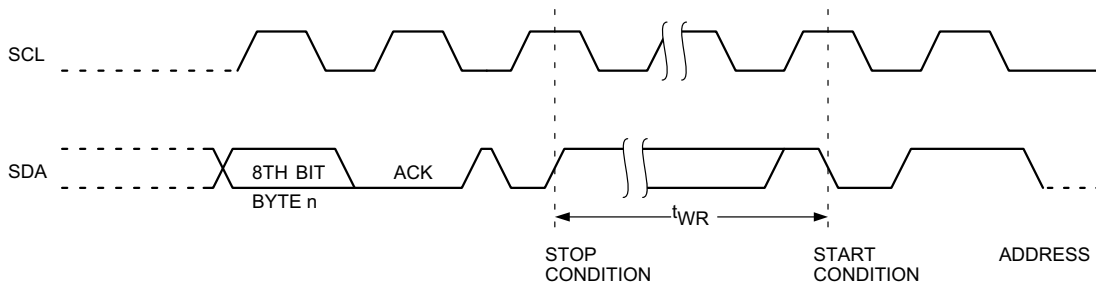 SCL
SDA
8TH BIT
ACK
BYTE n
tWR
STOP
CONDITION
START
CONDITION
ADDRESS